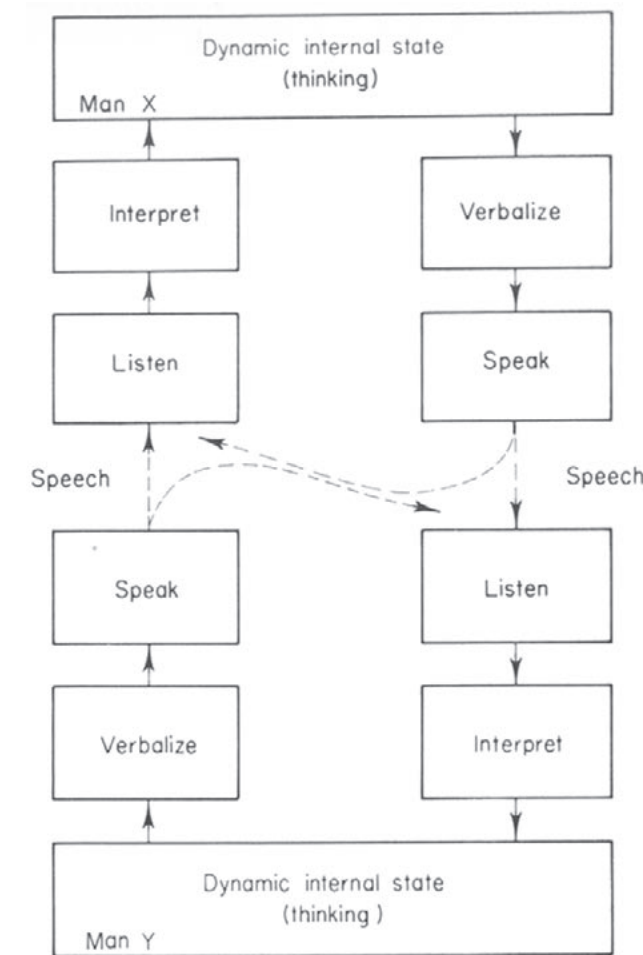 Dynamic internal state
(thinking)
Man X
Interpret
Verbalize
Listen
Speak
Speech
Speech
Speak
Listen
Verbalize
Interpret
Dynamic internal state
(thinking)
Man Y